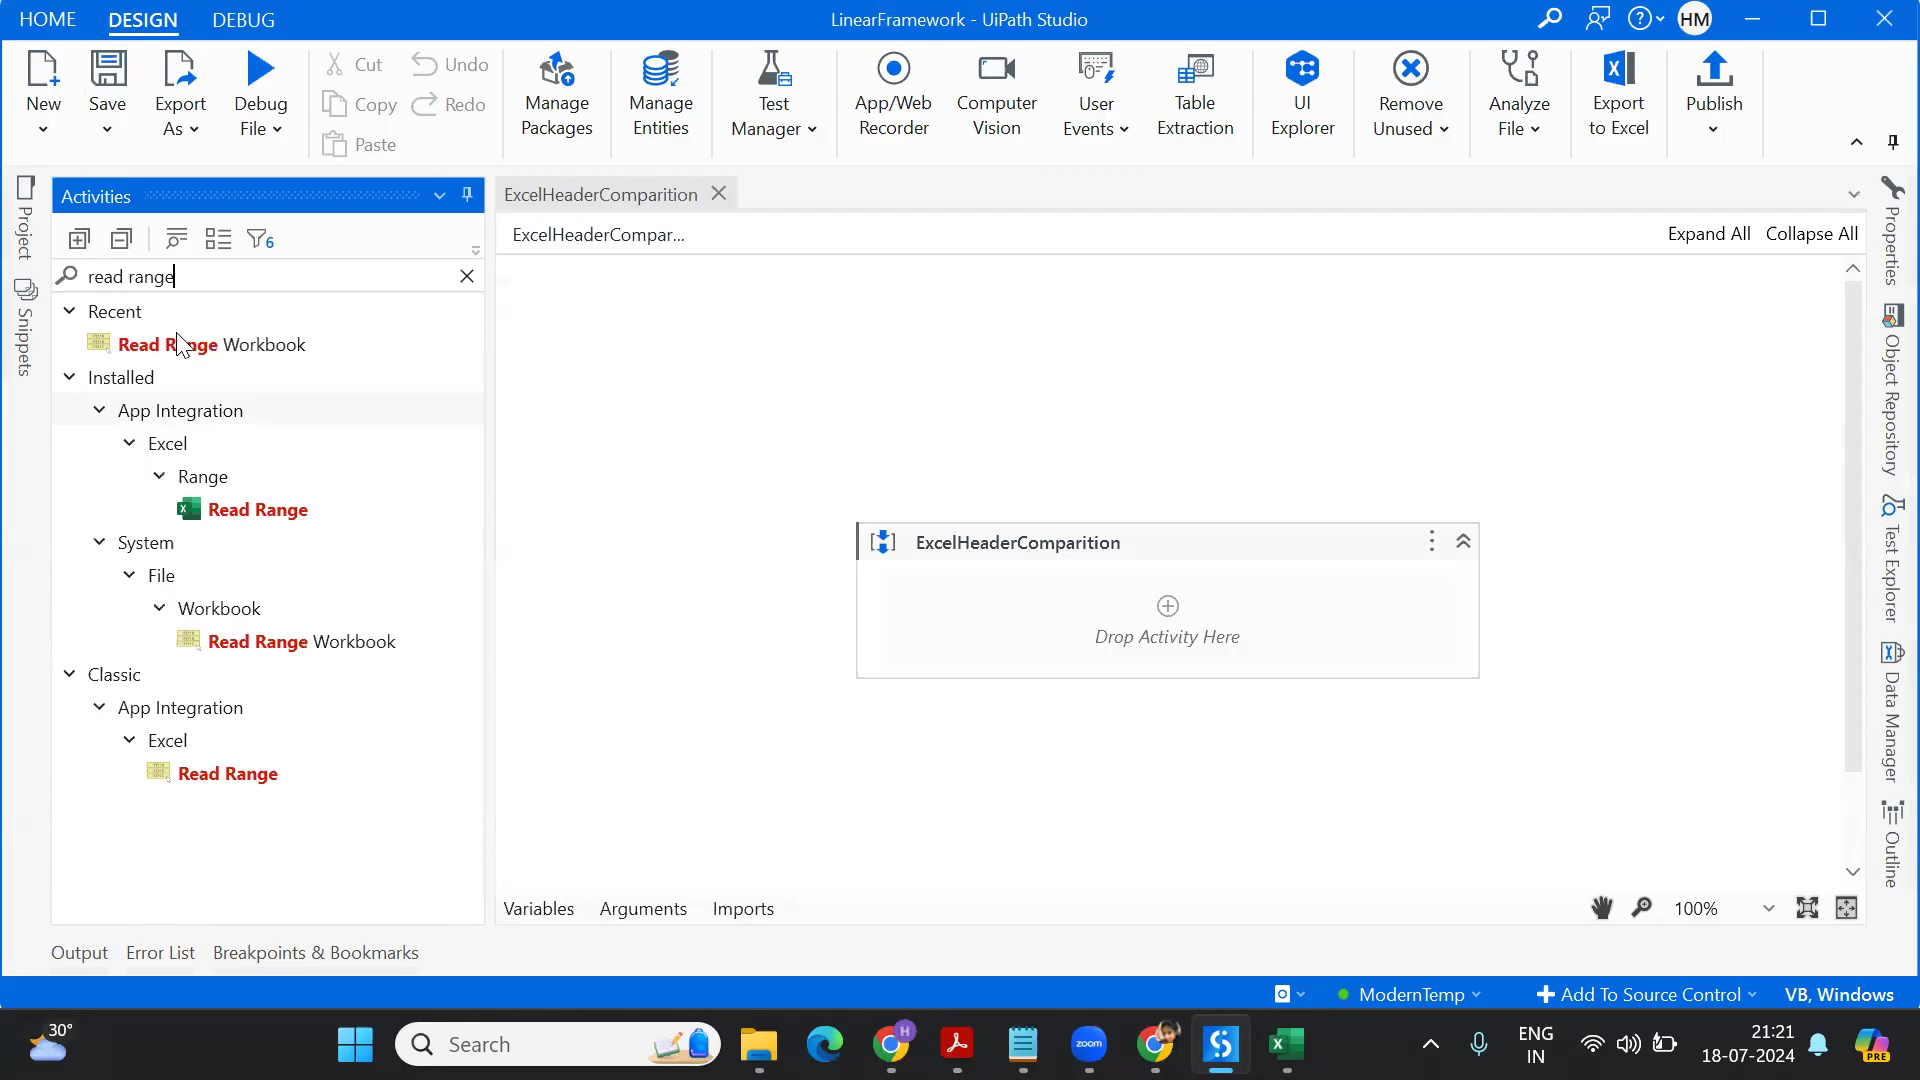 HOME
DESIGN
DEBUG
LinearFramework - UiPath Studio
HM
New
Save
Export
As
Debug
File
Cut
Copy
Paste
Undo
Redo
Manage
Packages
Manage
Entities
Test
Manager
App/Web
Recorder
Computer
Vision
User
Events
Table
Extraction
UI
Explorer
Remove
Unused
Analyze
File
Export
to Excel
Publish
Project
Snippets
Activities
6
read range
Recent
Read Range Workbook
Installed
App Integration
Excel
Range
Read Range
System
File
Workbook
Read Range Workbook
Classic
App Integration
Excel
Read Range
ExcelHeaderComparition
ExcelHeaderCompar...
Expand All
Collapse All
ExcelHeaderComparition
Drop Activity Here
Variables
Arguments
Imports
100%
Properties
Object Repository
Test Explorer
Data Manager
Outline
Output
Error List
Breakpoints & Bookmarks
ModernTemp
Add To Source Control
VB, Windows
30°
Search
H
zoom
ENG
IN
21:21
18-07-2024
PRE